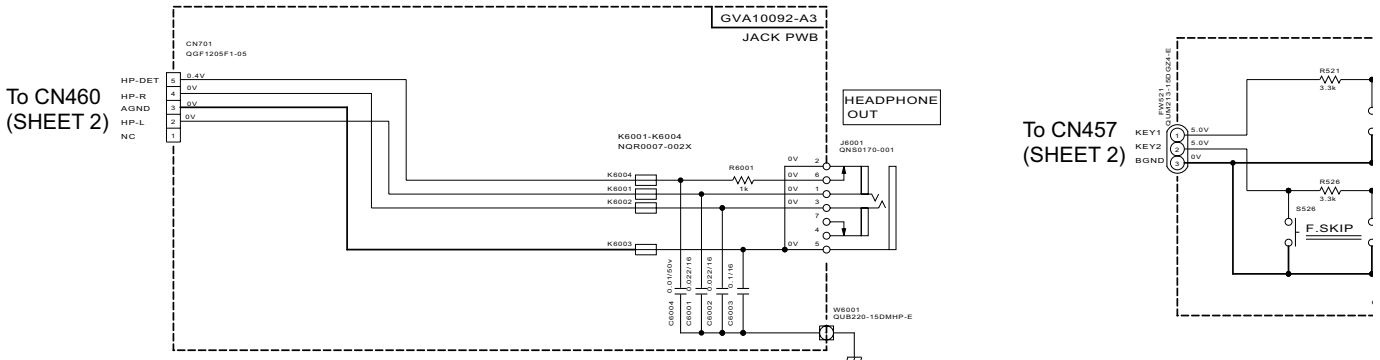 GVA10092-A3
JACK PWB
CN701
QGF1205F1-05
To CN460
(SHEET 2)
HP-DET 5 0.4V
HP-R 4 0V
AGND 3 0V
HP-L 2 0V
NC 1
K6001-K6004
NQR0007-002X
HEADPHONE
OUT
J6001
QNS0170-001
K6004
K6001
K6002
K6003
R6001
1k
0V 2
0V 6
0V 1
0V 3
7
4
0V 5
C6004 0.01/50v
C6001 0.022/16
C6002 0.022/16
C6003 0.1/16
W6001
QUB220-15DMHP-E
To CN457
(SHEET 2)
FW521
QUM213-15DGZ4-E
KEY1 1 5.0V
KEY2 2 5.0V
BGND 3 0V
R521
3.3k
R526
3.3k
S526
F.SKIP